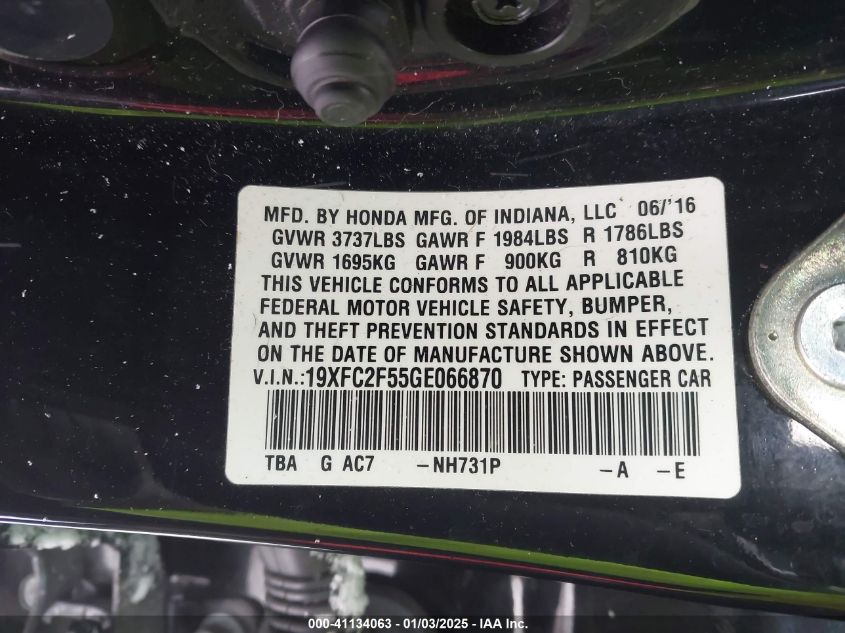 MFD. BY HONDA MFG. OF INDIANA, LLC 06/'16
GVWR 3737LBS GAWR F 1984LBS R 1786LBS
GVWR 1695KG GAWR F 900KG R 810KG
THIS VEHICLE CONFORMS TO ALL APPLICABLE
FEDERAL MOTOR VEHICLE SAFETY, BUMPER,
AND THEFT PREVENTION STANDARDS IN EFFECT
ON THE DATE OF MANUFACTURE SHOWN ABOVE.
V.I.N.:19XFC2F55GE066870 TYPE: PASSENGER CAR
TBA G AC7 -NH731P -A -E
000-41134063 - 01/03/2025 - IAA Inc.